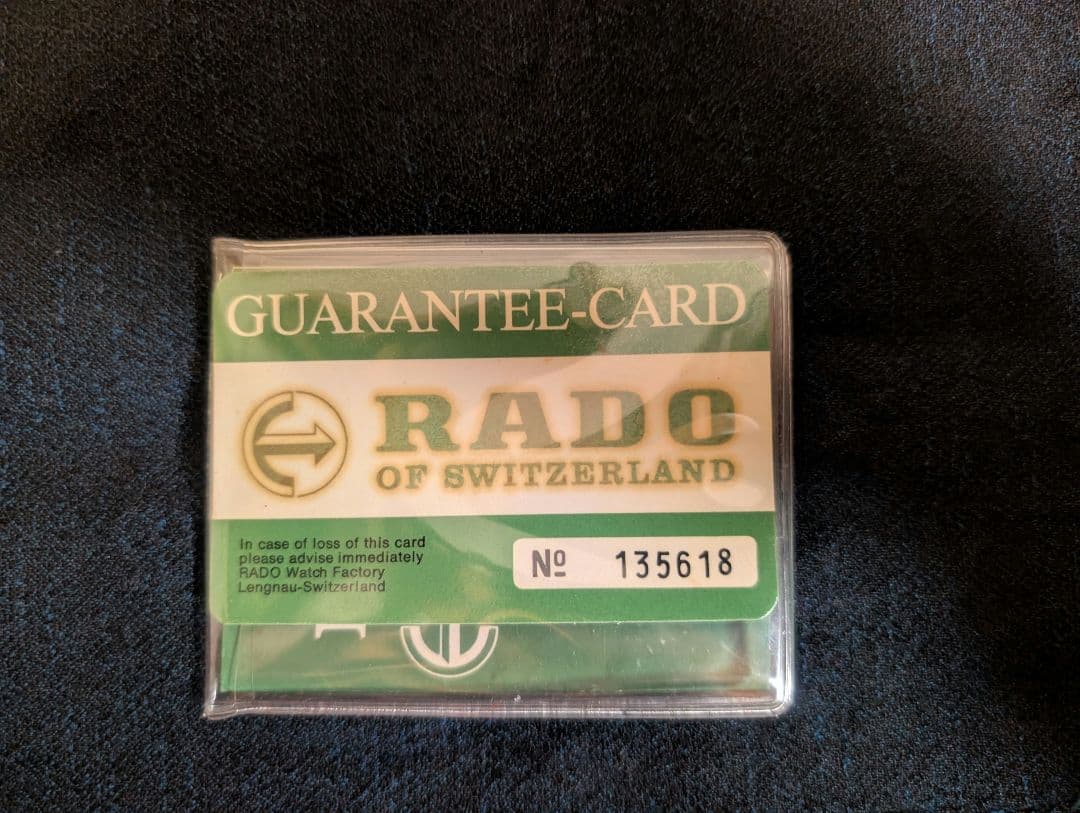 GUARANTEE-CARD
RADO
OF SWITZERLAND
In case of loss of this card
please advise immediately
RADO Watch Factory
Lengnau-Switzerland
Nº 135618